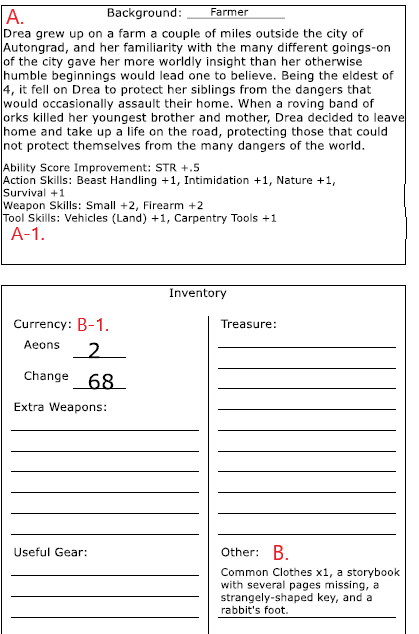 A.
Background: Farmer
Drea grew up on a farm a couple of miles outside the city of
Autongrad, and her familiarity with the many different goings-on
of the city gave her more worldly insight than her otherwise
humble beginnings would lead one to believe. Being the eldest of
4, it fell on Drea to protect her siblings from the dangers that
would occasionally assault their home. When a roving band of
orks killed her youngest brother and mother, Drea decided to leave
home and take up a life on the road, protecting those that could
not protect themselves from the many dangers of the world.
Ability Score Improvement: STR +.5
Action Skills: Beast Handling +1, Intimidation +1, Nature +1,
Survival +1
Weapon Skills: Small +2, Firearm +2
Tool Skills: Vehicles (Land) +1, Carpentry Tools +1
A-1.
Inventory
Currency: B-1.
Aeons 2
Change 68
Extra Weapons:
Useful Gear:
Treasure:
Other: B.
Common Clothes x1, a storybook
with several pages missing, a
strangely-shaped key, and a
rabbit's foot.